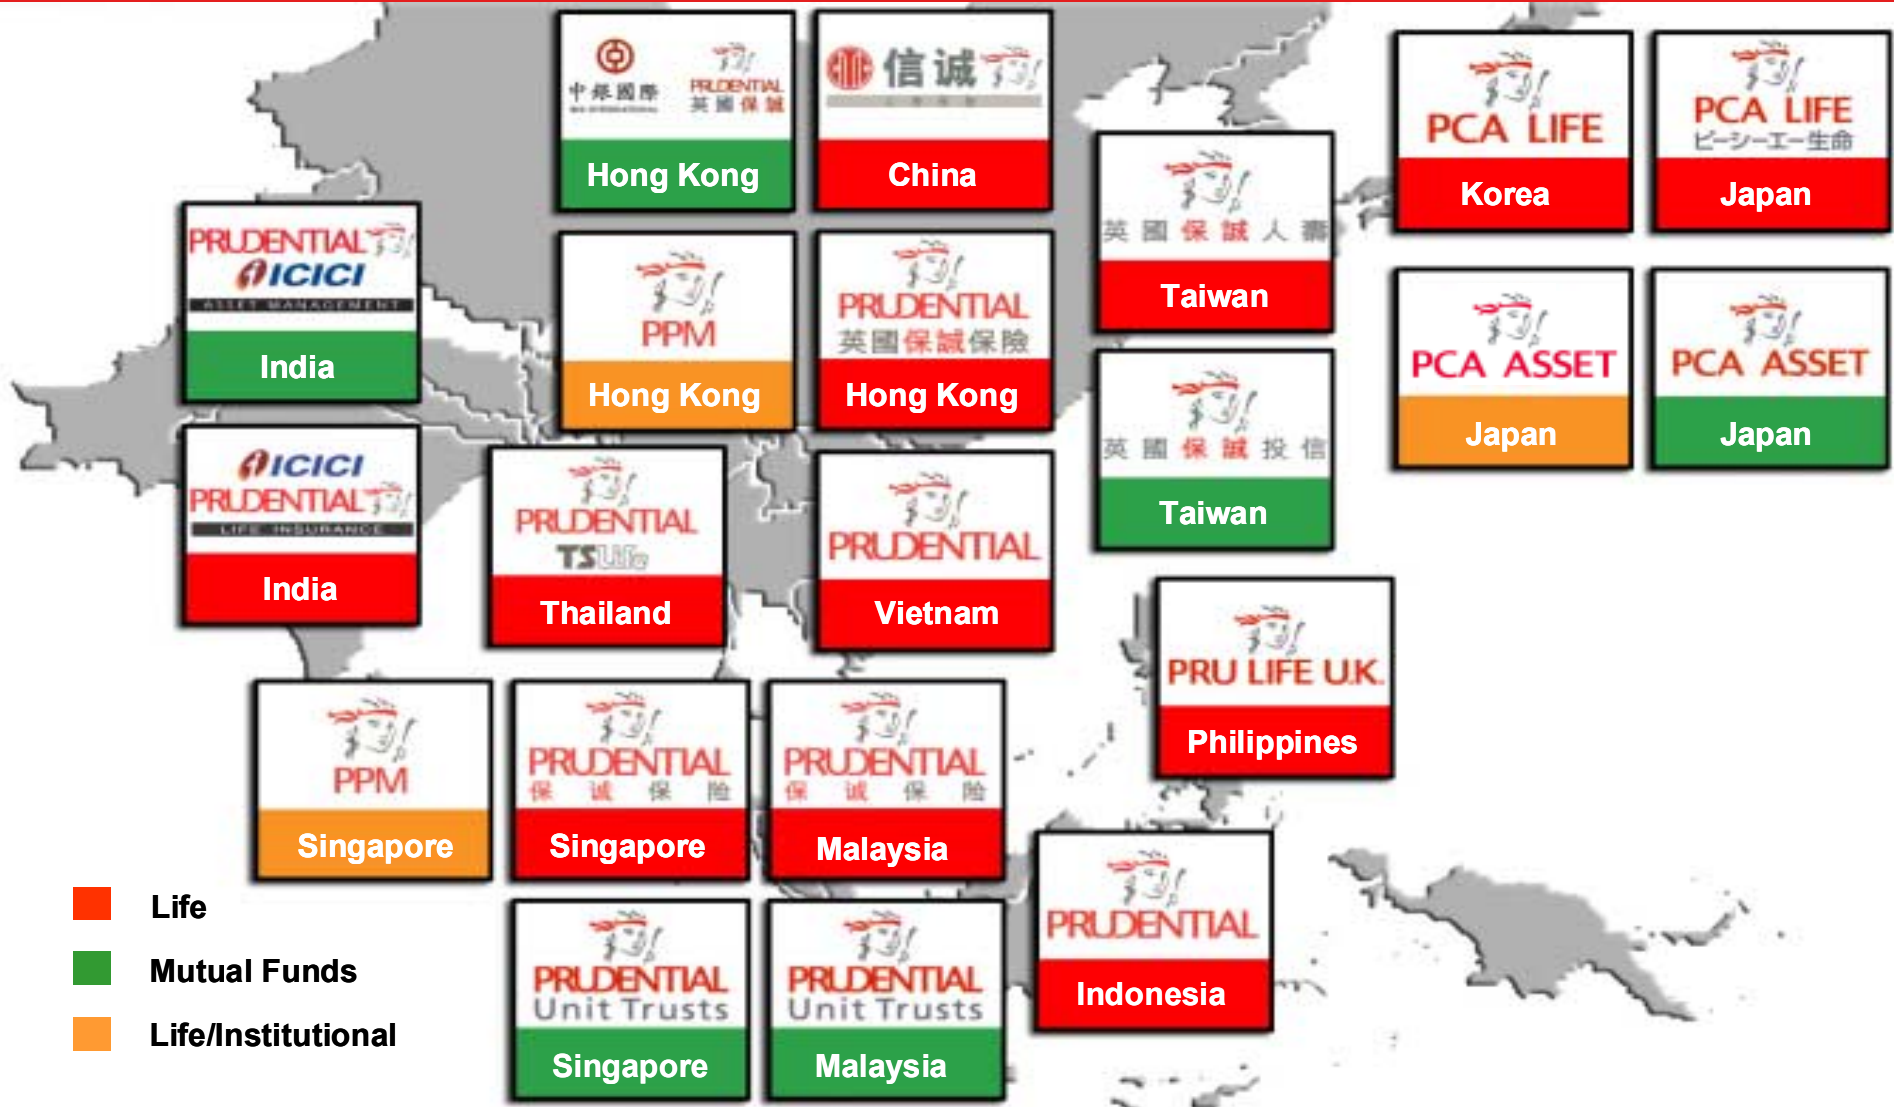 中銀國際
PRUDENTIAL
英國保誠
Hong Kong
信诚
China
PCA LIFE
Korea
PCA LIFE
ピーシーエー生命
Japan
英國保誠人壽
Taiwan
PRUDENTIAL
ICICI
ASSET MANAGEMENT
India
PPM
Hong Kong
PRUDENTIAL
英國保誠保險
Hong Kong
PCA ASSET
Japan
PCA ASSET
Japan
英國保誠投信
Taiwan
ICICI
PRUDENTIAL
LIFE INSURANCE
India
PRUDENTIAL
TSLife
Thailand
PRUDENTIAL
Vietnam
PRU LIFE U.K.
Philippines
PPM
Singapore
PRUDENTIAL
保诚保险
Singapore
PRUDENTIAL
保诚保险
Malaysia
PRUDENTIAL
Indonesia
PRUDENTIAL
Unit Trusts
Singapore
PRUDENTIAL
Unit Trusts
Malaysia
Life
Mutual Funds
Life/Institutional